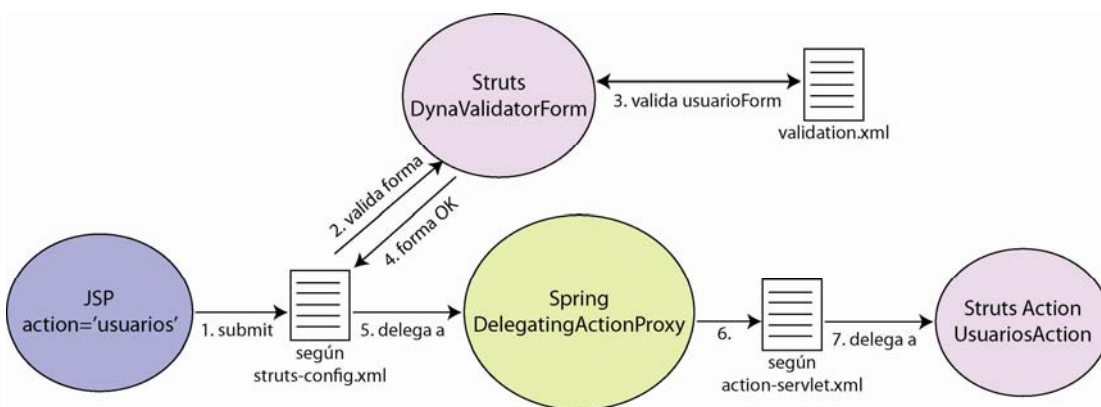 Struts
DynaValidatorForm
3. valida usuarioForm
validation.xml
2. valida forma
4. forma OK
JSP
action='usuarios'
1. submit
según
struts-config.xml
5. delega a
Spring
DelegatingActionProxy
6.
según
action-servlet.xml
7. delega a
Struts Action
UsuariosAction